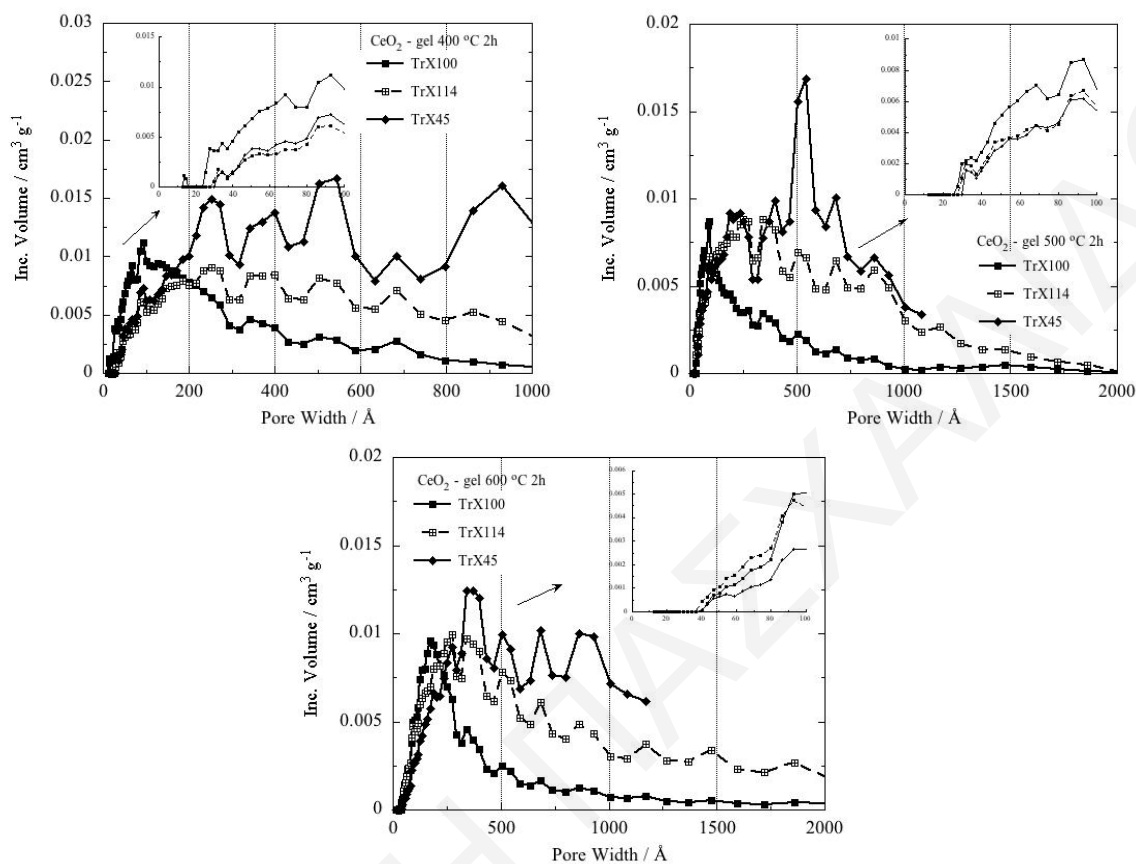 0.03
0.025
0.02
0.015
0.01
0.005
0
Inc. Volume / cm³ g⁻¹
CeO₂ - gel 400 °C 2h
TrX100
TrX114
TrX45
0.015
0.01
0.005
0
0 20 40 60 80 100
0 200 400 600 800 1000
Pore Width / Å
0.02
0.015
0.01
0.005
0
Inc. Volume / cm³ g⁻¹
0.01
0.008
0.006
0.004
0.002
0
0 20 40 60 80 100
CeO₂ - gel 500 °C 2h
TrX100
TrX114
TrX45
0 500 1000 1500 2000
Pore Width / Å
0.02
0.015
0.01
0.005
0
Inc. Volume / cm³ g⁻¹
CeO₂ - gel 600 °C 2h
TrX100
TrX114
TrX45
0.006
0.005
0.004
0.003
0.002
0.001
0
0 20 40 60 80 100
0 500 1000 1500 2000
Pore Width / Å